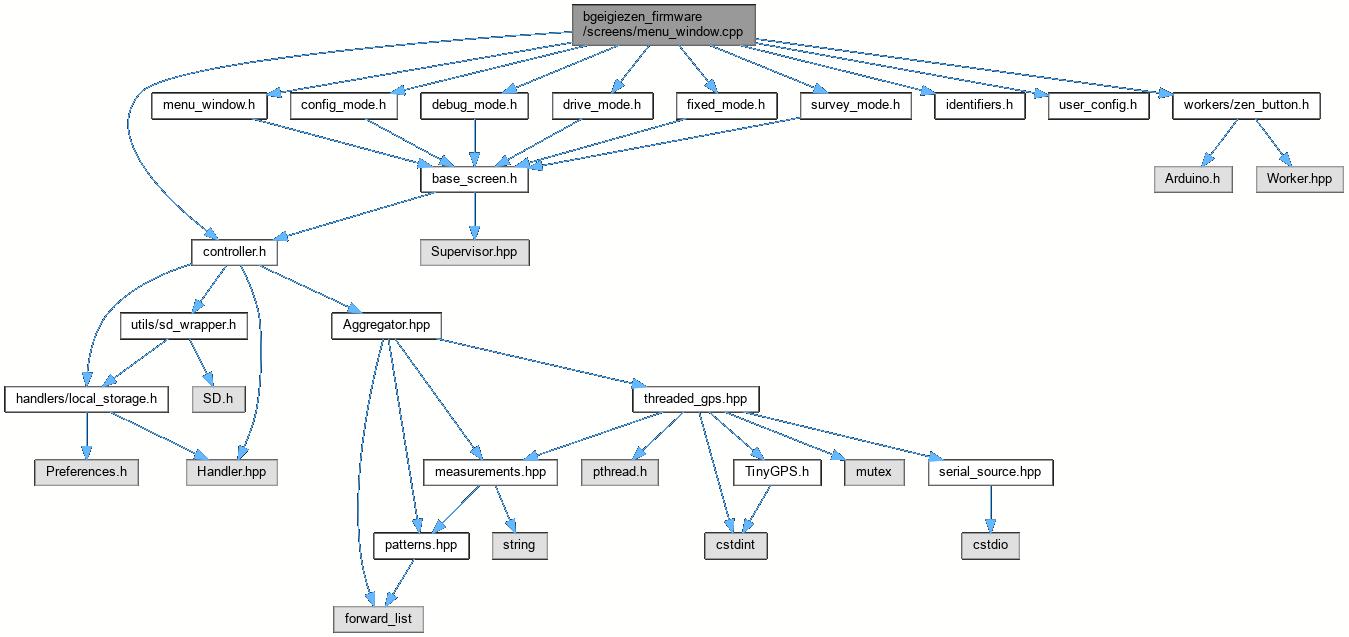 bgeigiezen_firmware
/screens/menu_window.cpp
menu_window.h
config_mode.h
debug_mode.h
drive_mode.h
fixed_mode.h
survey_mode.h
identifiers.h
user_config.h
workers/zen_button.h
base_screen.h
Arduino.h
Worker.hpp
controller.h
Supervisor.hpp
utils/sd_wrapper.h
Aggregator.hpp
handlers/local_storage.h
SD.h
threaded_gps.hpp
Preferences.h
Handler.hpp
measurements.hpp
pthread.h
TinyGPS.h
mutex
serial_source.hpp
patterns.hpp
string
cstdint
cstdio
forward_list